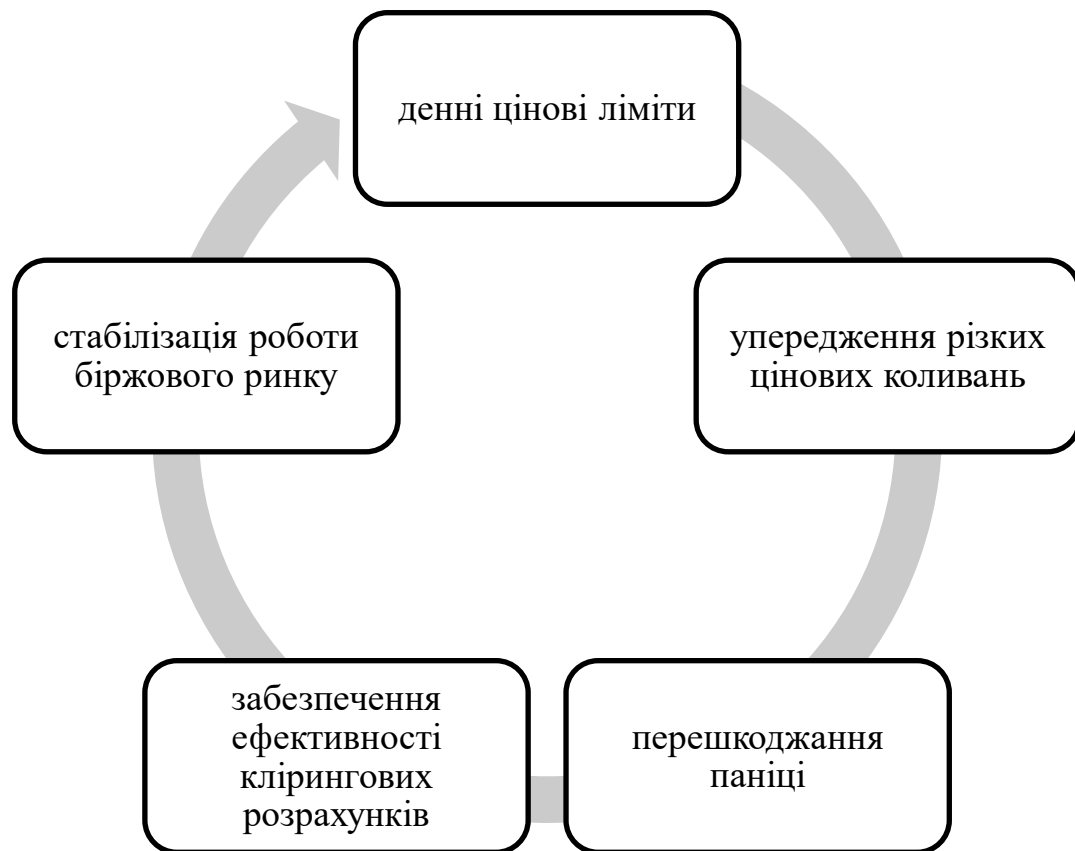 денні цінові ліміти
упередження різких
цінових коливань
перешкоджання
паніці
забезпечення
ефективності
клірингових
розрахунків
стабілізація роботи
біржового ринку